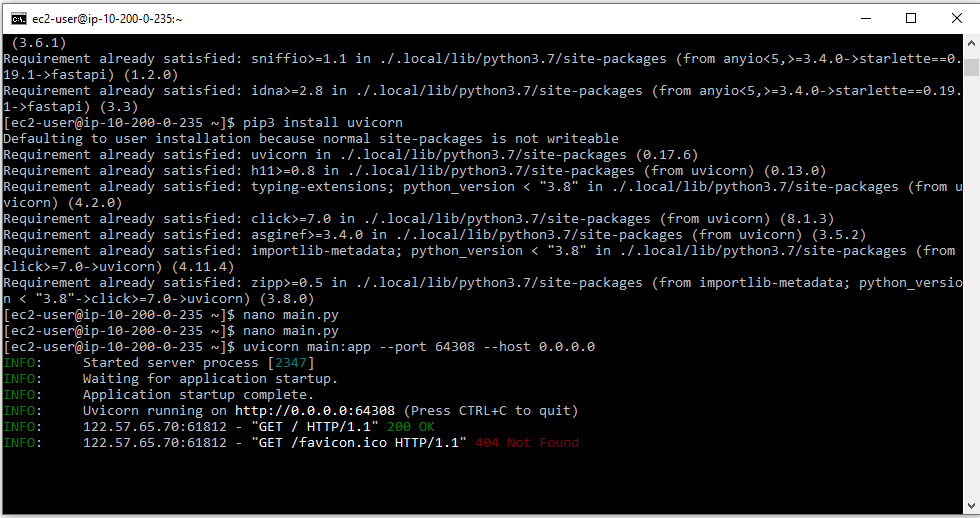 ec2-user@ip-10-200-0-235:~
(3.6.1)
Requirement already satisfied: sniffio>=1.1 in ./.local/lib/python3.7/site-packages (from anyio<5,>=3.4.0->starlette==0.
19.1->fastapi) (1.2.0)
Requirement already satisfied: idna>=2.8 in ./.local/lib/python3.7/site-packages (from anyio<5,>=3.4.0->starlette==0.19.
1->fastapi) (3.3)
[ec2-user@ip-10-200-0-235 ~]$ pip3 install uvicorn
Defaulting to user installation because normal site-packages is not writeable
Requirement already satisfied: uvicorn in ./.local/lib/python3.7/site-packages (0.17.6)
Requirement already satisfied: h11>=0.8 in ./.local/lib/python3.7/site-packages (from uvicorn) (0.13.0)
Requirement already satisfied: typing-extensions; python_version < "3.8" in ./.local/lib/python3.7/site-packages (from u
vicorn) (4.2.0)
Requirement already satisfied: click>=7.0 in ./.local/lib/python3.7/site-packages (from uvicorn) (8.1.3)
Requirement already satisfied: asgiref>=3.4.0 in ./.local/lib/python3.7/site-packages (from uvicorn) (3.5.2)
Requirement already satisfied: importlib-metadata; python_version < "3.8" in ./.local/lib/python3.7/site-packages (from
click>=7.0->uvicorn) (4.11.4)
Requirement already satisfied: zipp>=0.5 in ./.local/lib/python3.7/site-packages (from importlib-metadata; python_versio
n < "3.8"->click>=7.0->uvicorn) (3.8.0)
[ec2-user@ip-10-200-0-235 ~]$ nano main.py
[ec2-user@ip-10-200-0-235 ~]$ nano main.py
[ec2-user@ip-10-200-0-235 ~]$ uvicorn main:app --port 64308 --host 0.0.0.0
INFO:     Started server process [2347]
INFO:     Waiting for application startup.
INFO:     Application startup complete.
INFO:     Uvicorn running on http://0.0.0.0:64308 (Press CTRL+C to quit)
INFO:     122.57.65.70:61812 - "GET / HTTP/1.1" 200 OK
INFO:     122.57.65.70:61812 - "GET /favicon.ico HTTP/1.1" 404 Not Found